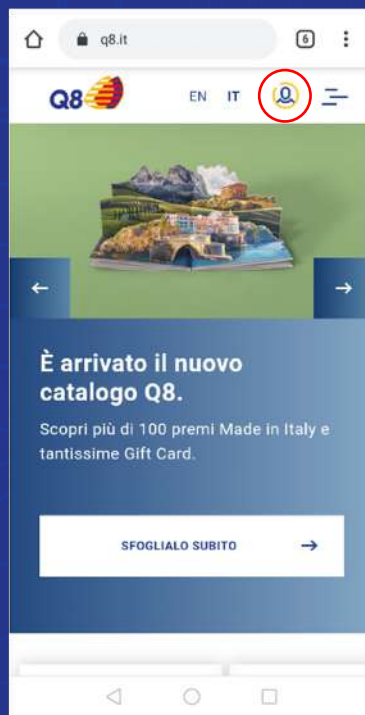 q8.it
6
Q8
EN IT
È arrivato il nuovo
catalogo Q8.
Scopri più di 100 premi Made in Italy e
tantissime Gift Card.
SFOGLIALO SUBITO